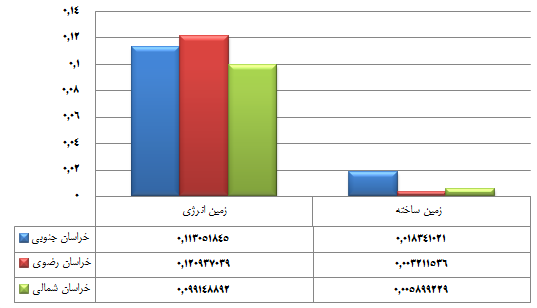 ۰,۱۴
۰,۱۲
۰,۱
۰,۰۸
۰,۰۶
۰,۰۴
۰,۰۲
۰
زمین انرژی	زمین ساخته
خراسان جنوبی	۰,۱۱۳۰۵۱۸۴۵	۰,۰۱۸۳۴۱۰۲۱
خراسان رضوی	۰,۱۲۰۹۳۷۰۳۹	۰,۰۰۳۲۱۱۵۳۶
خراسان شمالی	۰,۰۹۹۱۴۸۸۹۲	۰,۰۰۵۸۹۹۲۲۹